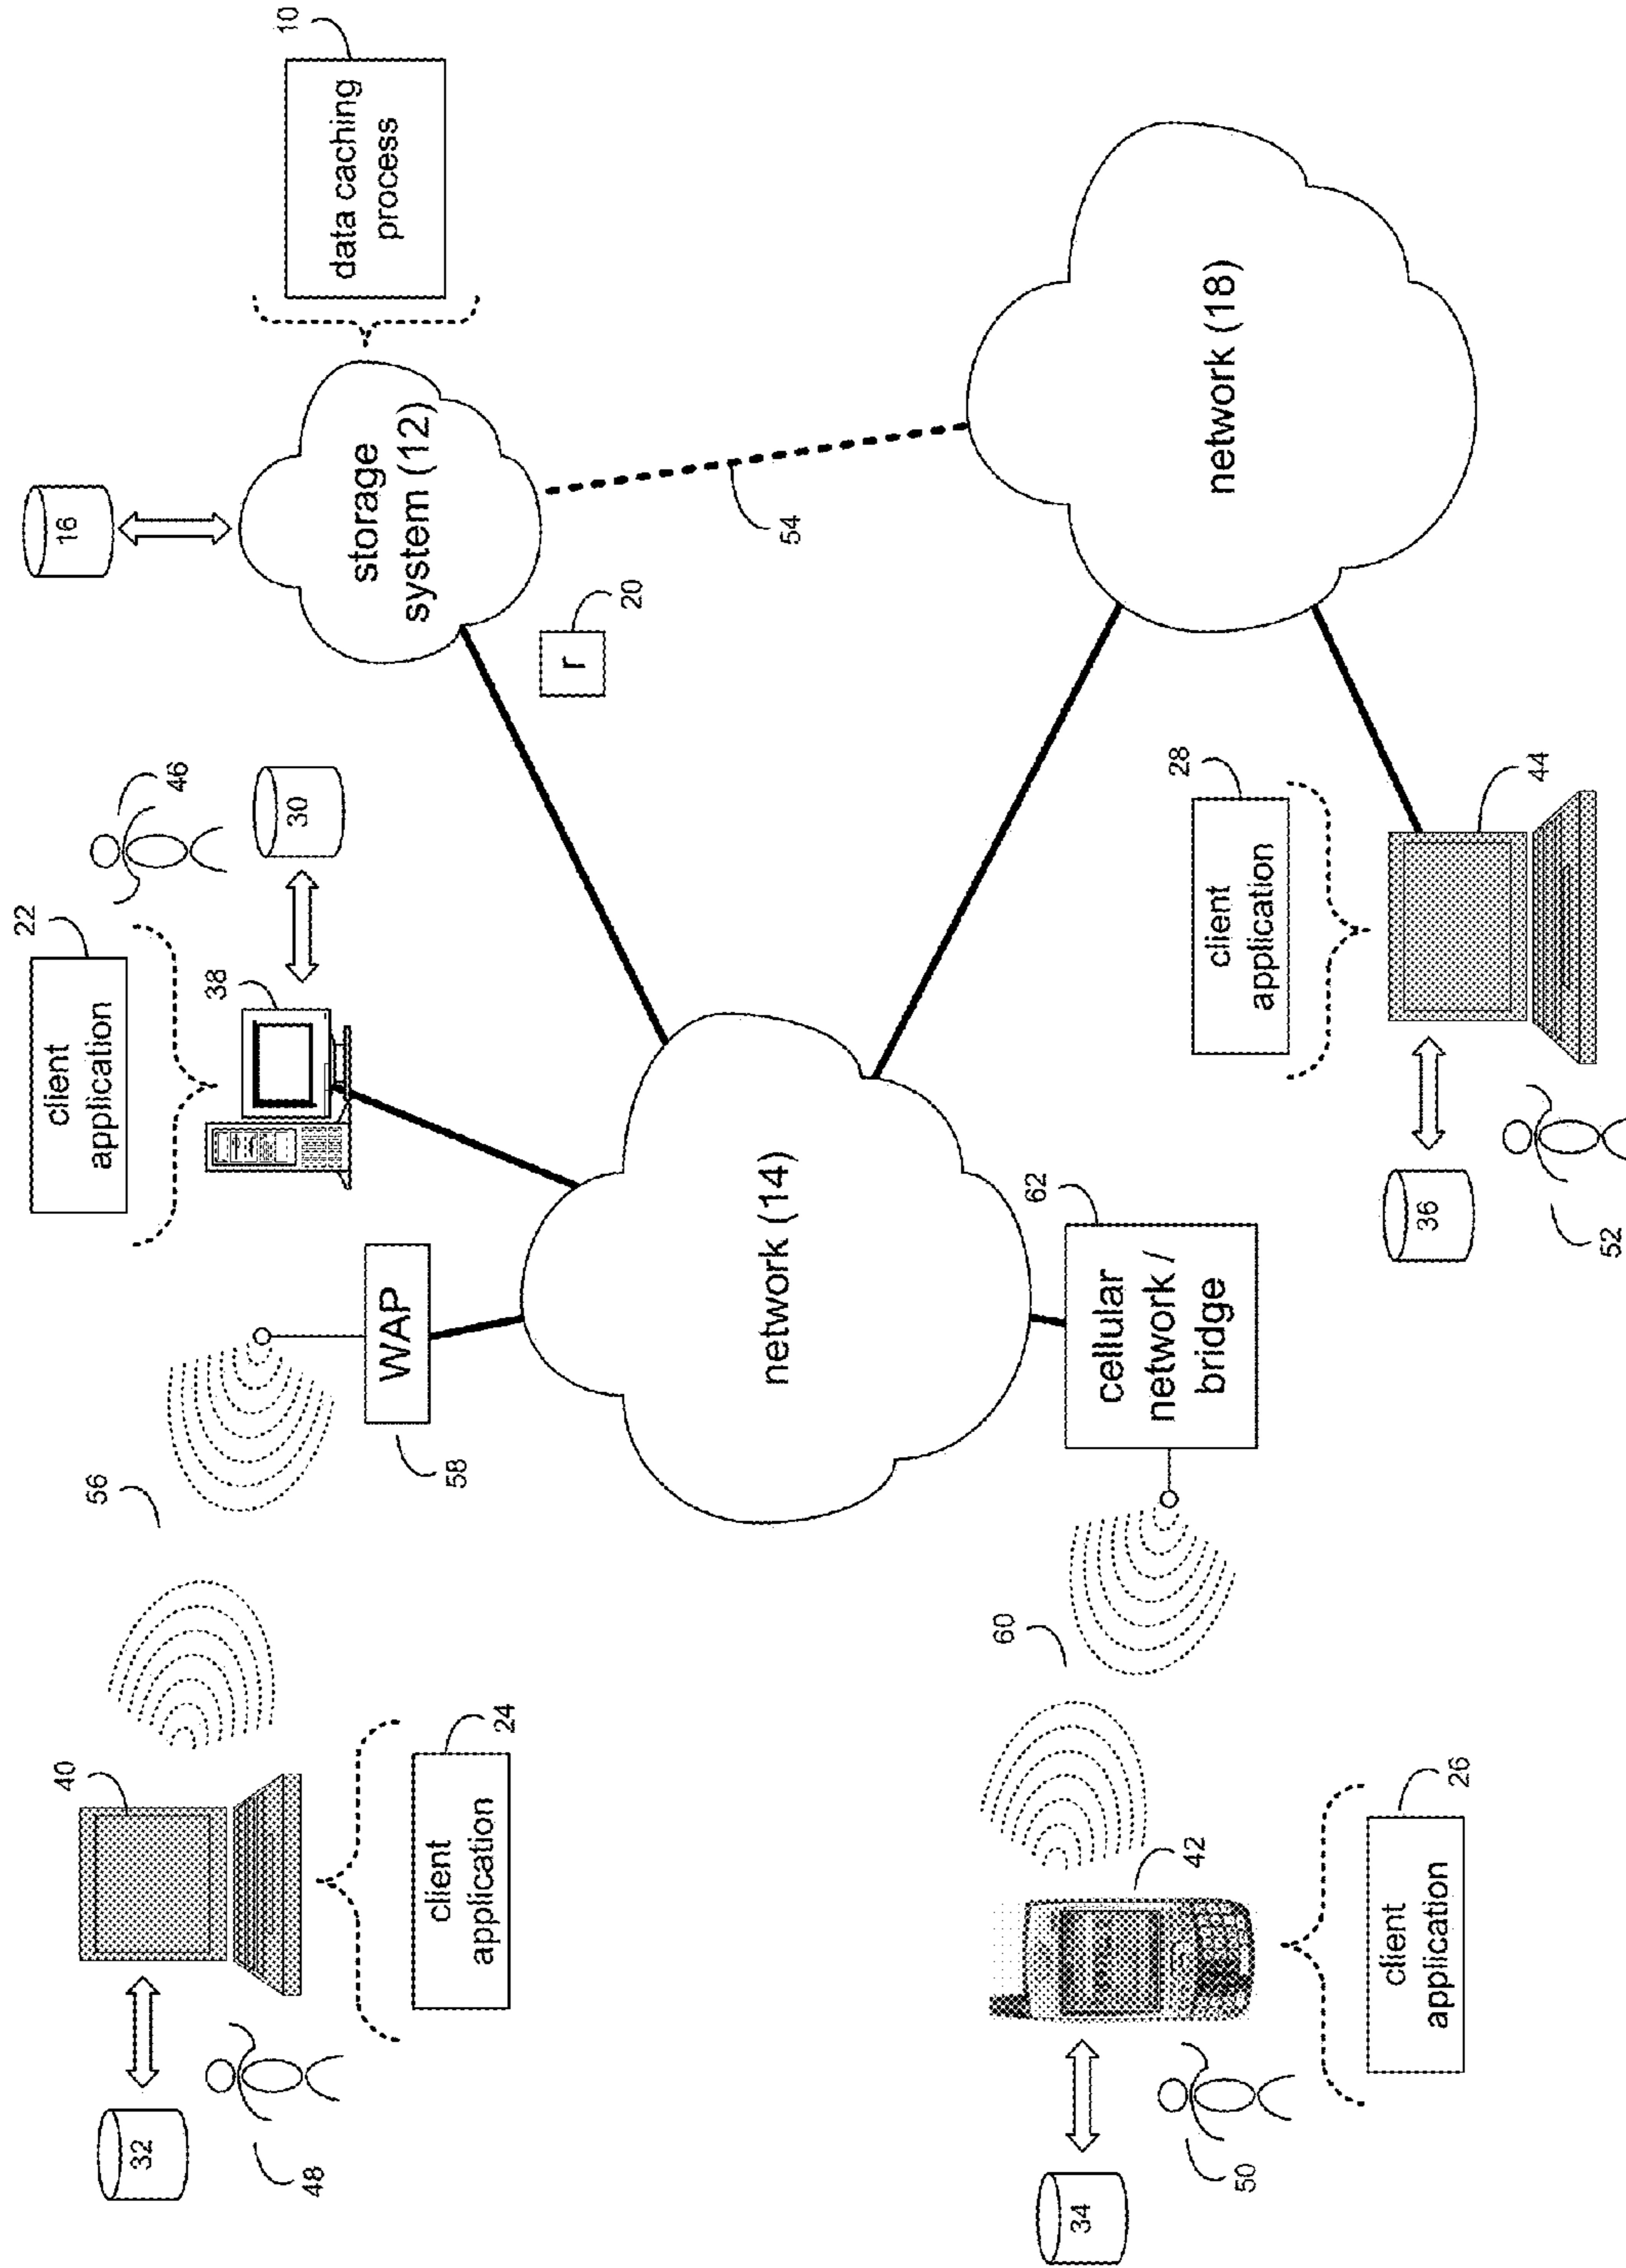 32
48
40
client
application
24
56
WAP
58
client
application
22
38
46
30
16
storage
system (12)
data caching
process
10
r
20
54
network (14)
network (18)
34
50
42
client
application
26
60
cellular
network /
bridge
62
36
52
client
application
28
44